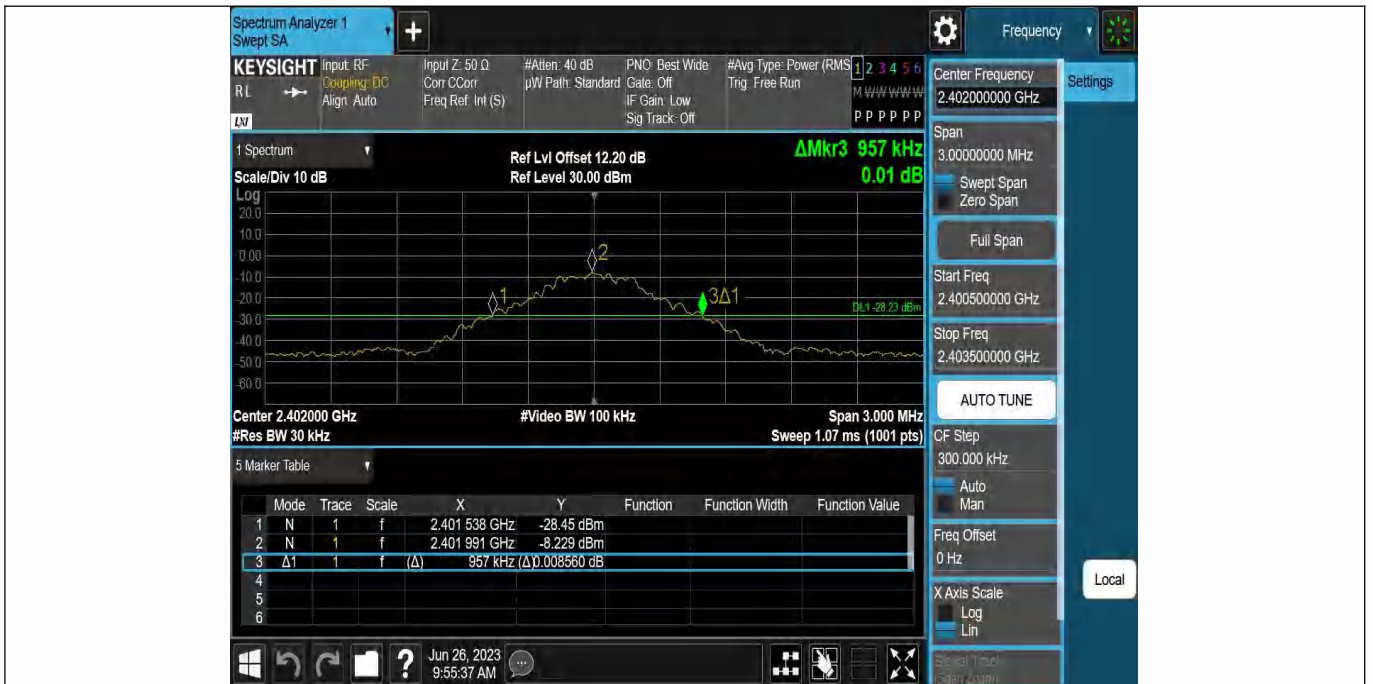 Spectrum Analyzer 1
Swept SA
+
Frequency
KEYSIGHT
RL
LXI
Input: RF
Coupling: DC
Align: Auto
Input Z: 50 Ω
Corr CCorr
Freq Ref: Int (S)
#Atten: 40 dB
µW Path: Standard
PNO: Best Wide
Gate: Off
IF Gain: Low
Sig Track: Off
#Avg Type: Power (RMS
Trig: Free Run
1 2 3 4 5 6
M W W W W W
P P P P P P
1 Spectrum
Scale/Div 10 dB
Ref Lvl Offset 12.20 dB
Ref Level 30.00 dBm
ΔMkr3 957 kHz
0.01 dB
Log
20.0
10.0
0.00
-10.0
-20.0
-30.0
-40.0
-50.0
-60.0
2
1
3Δ1
DL1 -28.23 dBm
Center 2.402000 GHz
#Video BW 100 kHz
Span 3.000 MHz
#Res BW 30 kHz
Sweep 1.07 ms (1001 pts)
5 Marker Table
Mode Trace Scale X Y Function Function Width Function Value
1 N 1 f 2.401 538 GHz -28.45 dBm
2 N 1 f 2.401 991 GHz -8.229 dBm
3 Δ1 1 f (Δ) 957 kHz (Δ)0.008560 dB
4
5
6
?
Jun 26, 2023
9:55:37 AM
Center Frequency
2.402000000 GHz
Settings
Span
3.00000000 MHz
Swept Span
Zero Span
Full Span
Start Freq
2.400500000 GHz
Stop Freq
2.403500000 GHz
AUTO TUNE
CF Step
300.000 kHz
Auto
Man
Freq Offset
0 Hz
X Axis Scale
Log
Lin
Local
Signal Track
(Span Zoom)